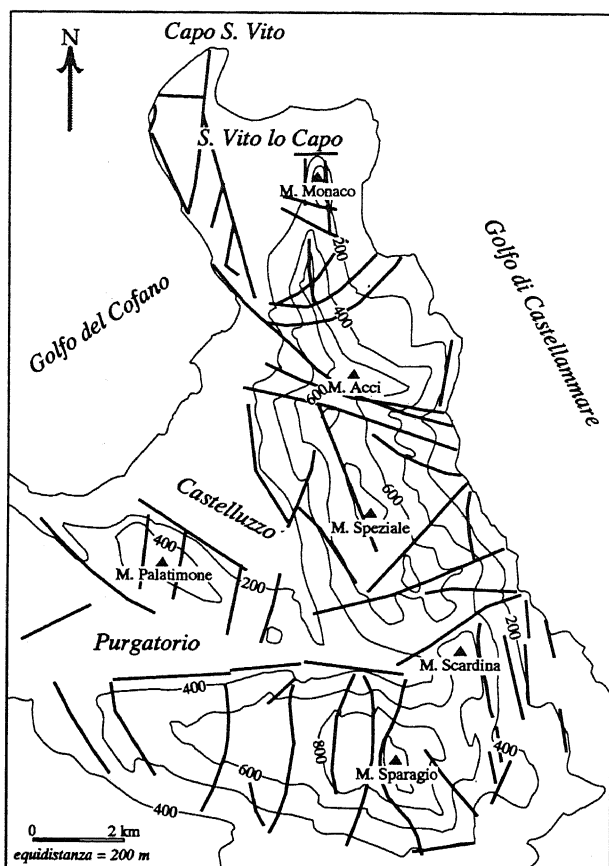 Capo S. Vito
N
S. Vito lo Capo
M. Monaco
200
Golfo di Castellammare
Golfo del Cofano
400
M. Acci
600
Castelluzzo
600
M. Speziale
400
M. Palatimone
200
200
Purgatorio
M. Scardina
400
800
400
M. Sparagio
600
400
0 2 km
equidistanza = 200 m